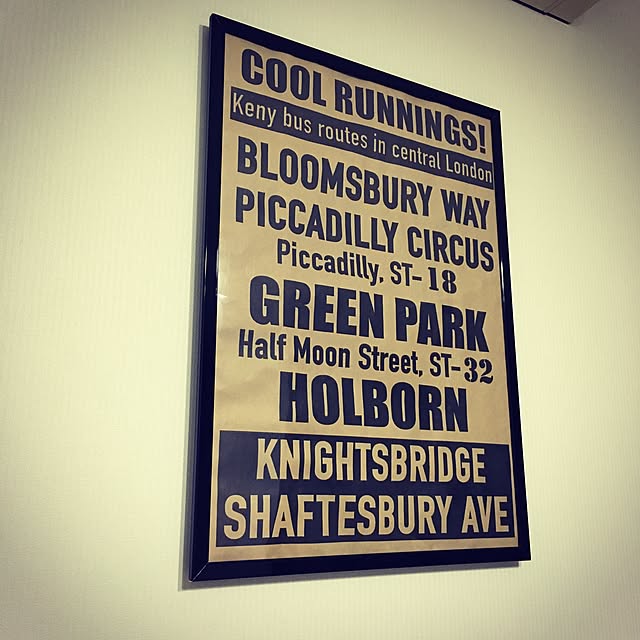 COOL RUNNINGS!
Keny bus routes in central London
BLOOMSBURY WAY
PICCADILLY CIRCUS
Piccadilly, ST-18
GREEN PARK
Half Moon Street, ST-32
HOLBORN
KNIGHTSBRIDGE
SHAFTESBURY AVE